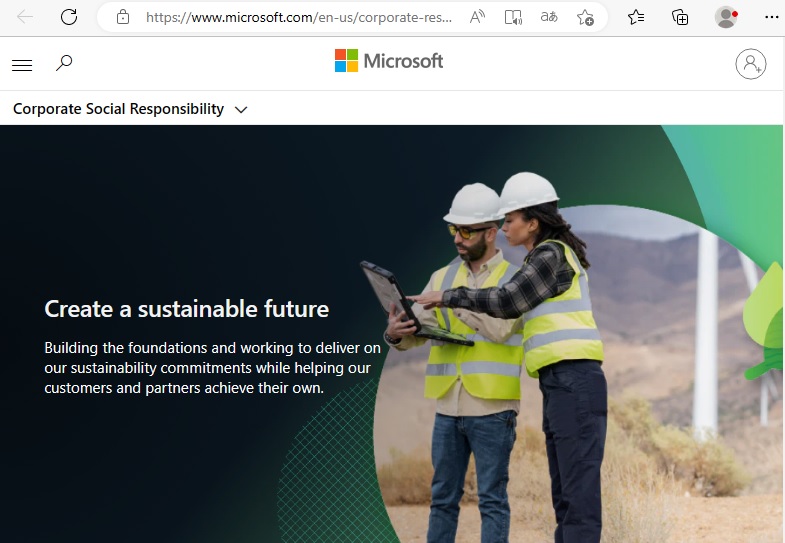 https://www.microsoft.com/en-us/corporate-res...
Microsoft
Corporate Social Responsibility
Create a sustainable future
Building the foundations and working to deliver on
our sustainability commitments while helping our
customers and partners achieve their own.